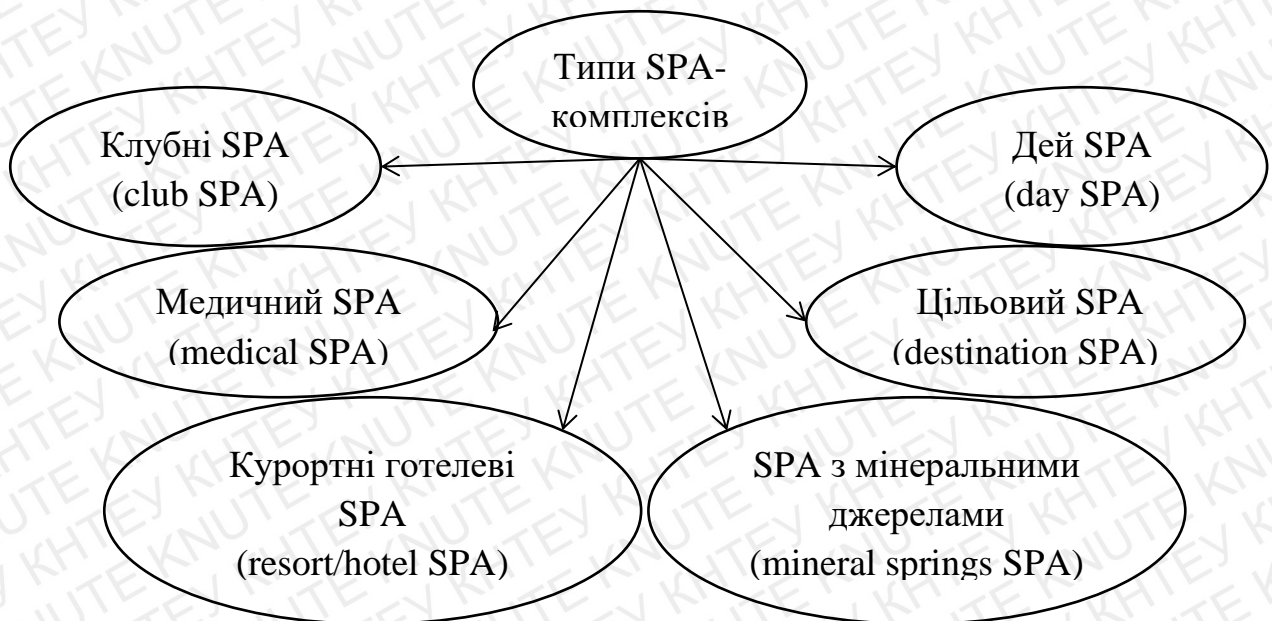 Типи SPA-
комплексів
Клубні SPA
(club SPA)
Дей SPA
(day SPA)
Медичний SPA
(medical SPA)
Цільовий SPA
(destination SPA)
Курортні готелеві
SPA
(resort/hotel SPA)
SPA з мінеральними
джерелами
(mineral springs SPA)